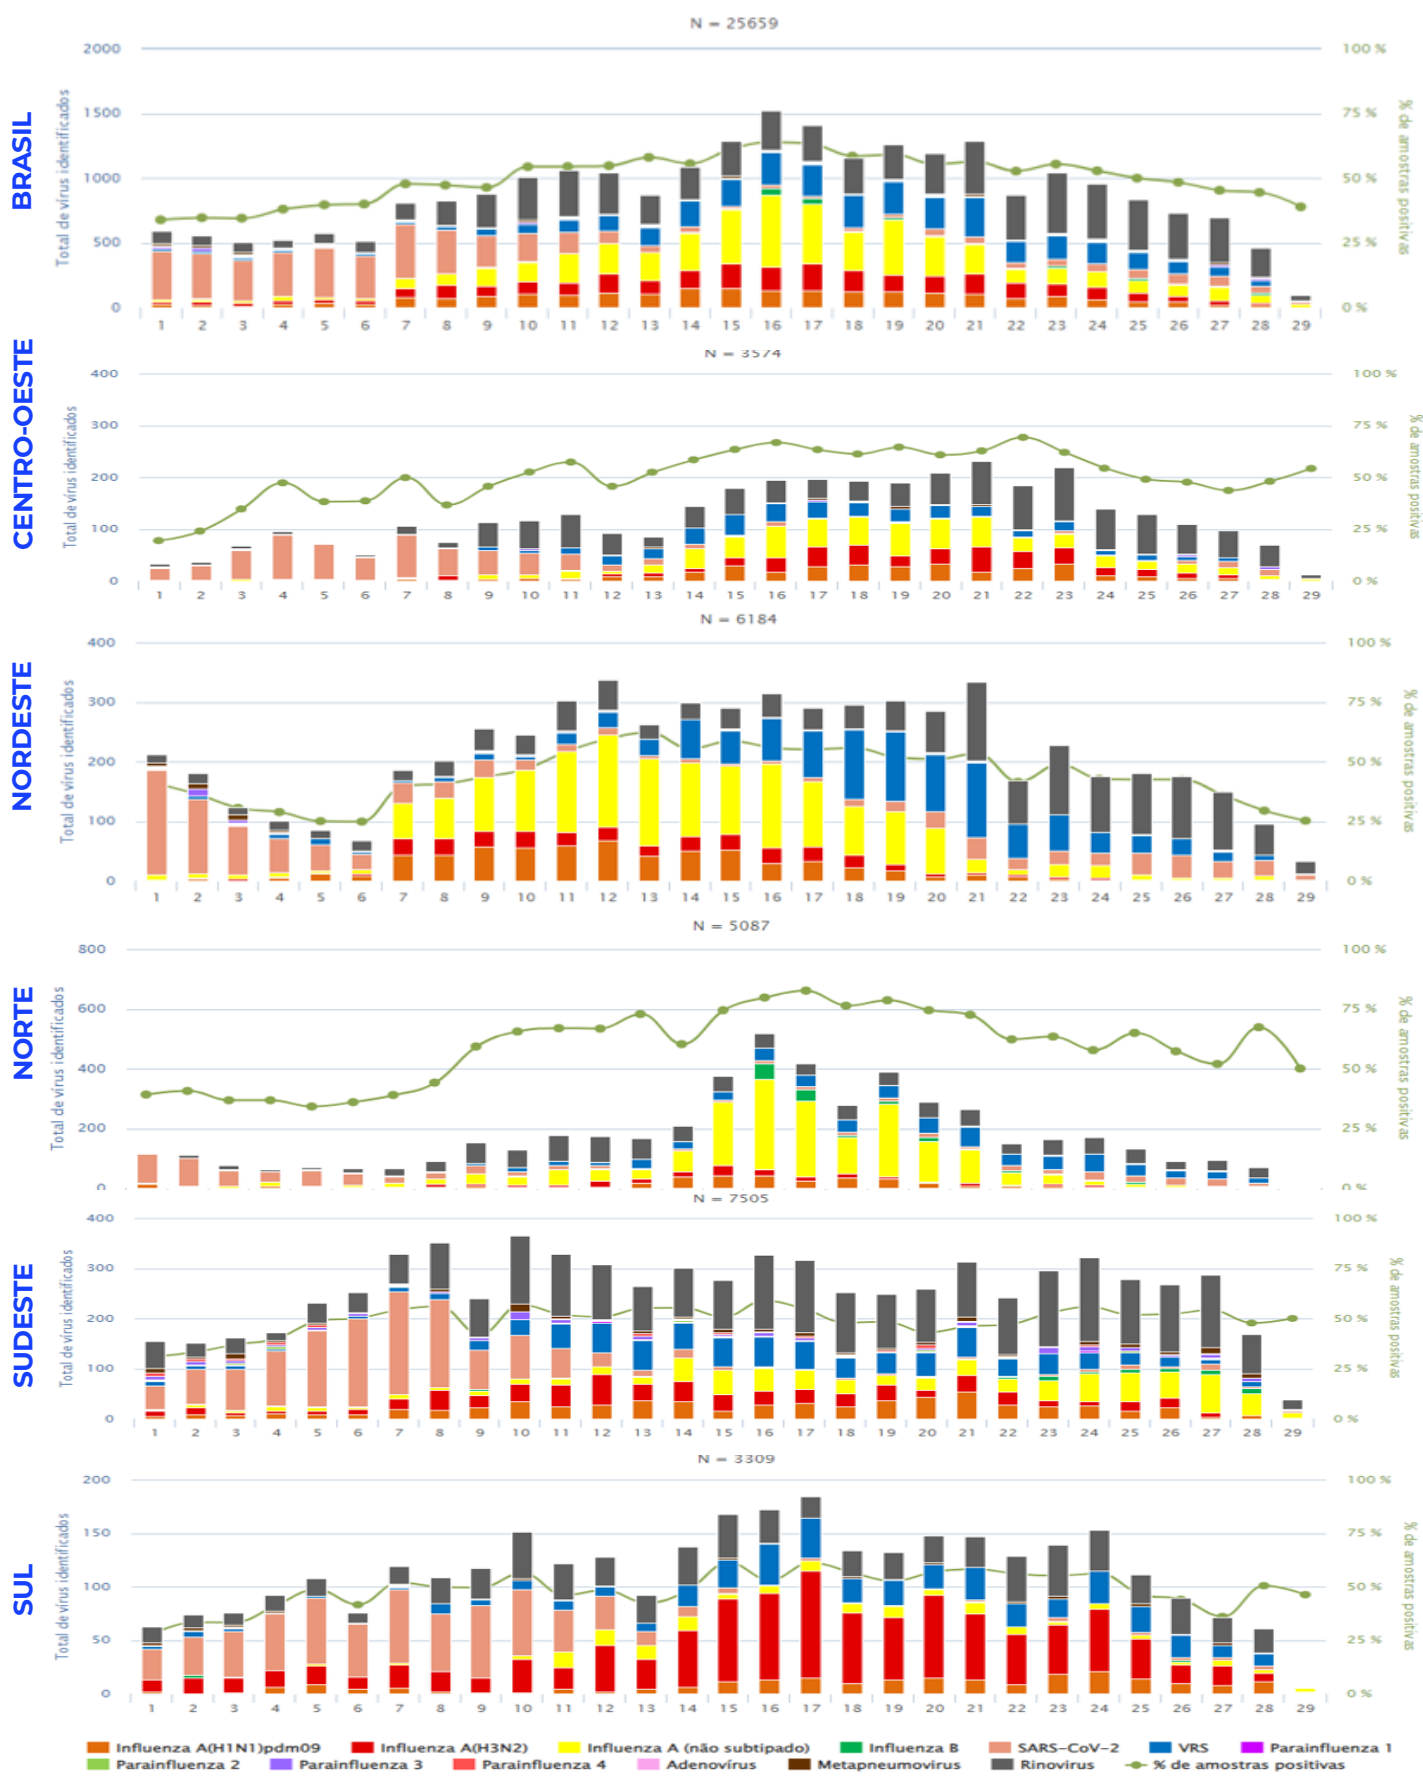 N = 25659
BRASIL
Total de vírus identificados
2000
1500
1000
500
0
100 %
75 %
50 %
25 %
0 %
% de amostras positivas
1 2 3 4 5 6 7 8 9 10 11 12 13 14 15 16 17 18 19 20 21 22 23 24 25 26 27 28 29
N = 3574
CENTRO-OESTE
Total de vírus identificados
400
300
200
100
0
100 %
75 %
50 %
25 %
0 %
% de amostras positivas
1 2 3 4 5 6 7 8 9 10 11 12 13 14 15 16 17 18 19 20 21 22 23 24 25 26 27 28 29
N = 6184
NORDESTE
Total de vírus identificados
400
300
200
100
0
100 %
75 %
50 %
25 %
0 %
% de amostras positivas
1 2 3 4 5 6 7 8 9 10 11 12 13 14 15 16 17 18 19 20 21 22 23 24 25 26 27 28 29
N = 5087
NORTE
Total de vírus identificados
800
600
400
200
0
100 %
75 %
50 %
25 %
0 %
% de amostras positivas
N = 7505
SUDESTE
Total de vírus identificados
400
300
200
100
0
100 %
75 %
50 %
25 %
0 %
% de amostras positivas
1 2 3 4 5 6 7 8 9 10 11 12 13 14 15 16 17 18 19 20 21 22 23 24 25 26 27 28 29
N = 3309
SUL
Total de vírus identificados
200
150
100
50
0
100 %
75 %
50 %
25 %
0 %
% de amostras positivas
1 2 3 4 5 6 7 8 9 10 11 12 13 14 15 16 17 18 19 20 21 22 23 24 25 26 27 28 29
Influenza A(H1N1)pdm09 Influenza A(H3N2) Influenza A (não subtipado) Influenza B SARS-CoV-2 VRS Parainfluenza 1
Parainfluenza 2 Parainfluenza 3 Parainfluenza 4 Adenovírus Metapneumovirus Rinovirus % de amostras positivas